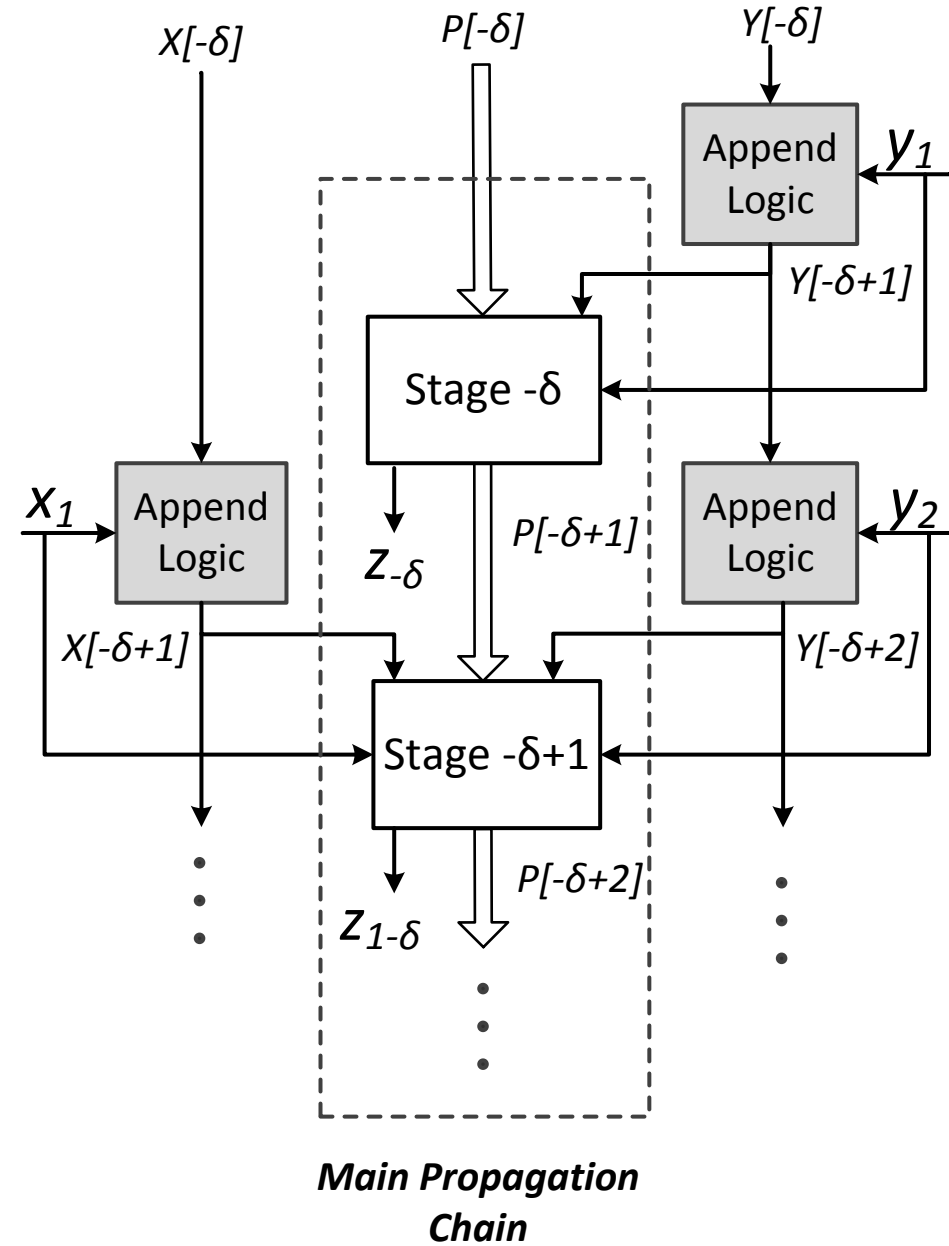 X[-δ]
P[-δ]
Y[-δ]
Append
Logic
y1
Y[-δ+1]
Stage -δ
x1
Append
Logic
z-δ
P[-δ+1]
Append
Logic
y2
X[-δ+1]
Y[-δ+2]
Stage -δ+1
z1-δ
P[-δ+2]
Main Propagation
Chain